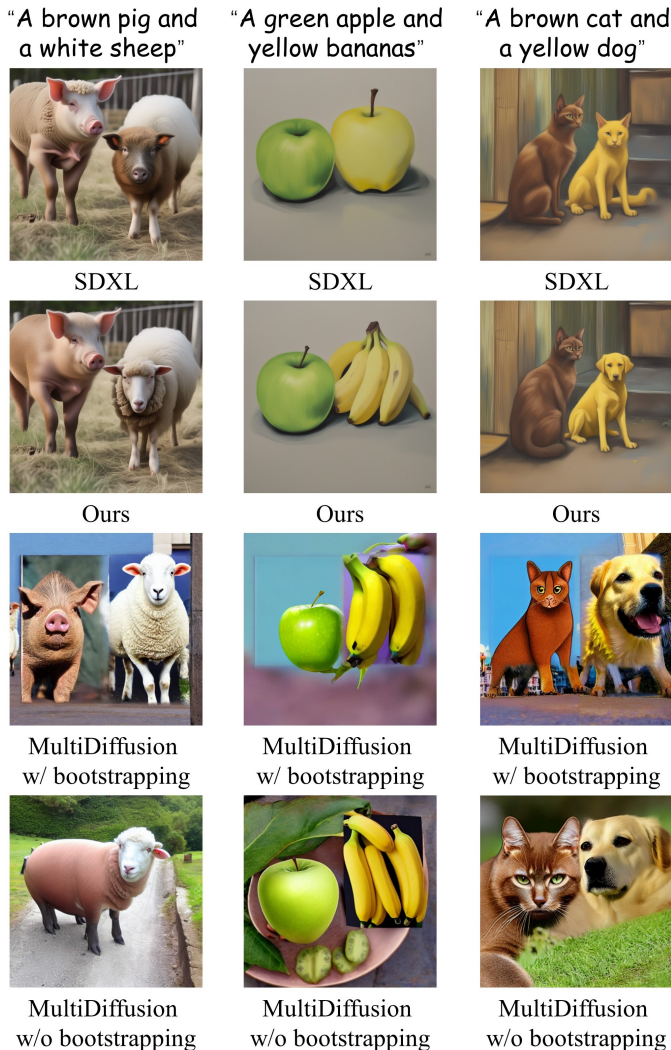 “A brown pig and
a white sheep”
“A green apple and
yellow bananas”
“A brown cat and
a yellow dog”
SDXL
SDXL
SDXL
Ours
Ours
Ours
MultiDiffusion
w/ bootstrapping
MultiDiffusion
w/ bootstrapping
MultiDiffusion
w/ bootstrapping
MultiDiffusion
w/o bootstrapping
MultiDiffusion
w/o bootstrapping
MultiDiffusion
w/o bootstrapping